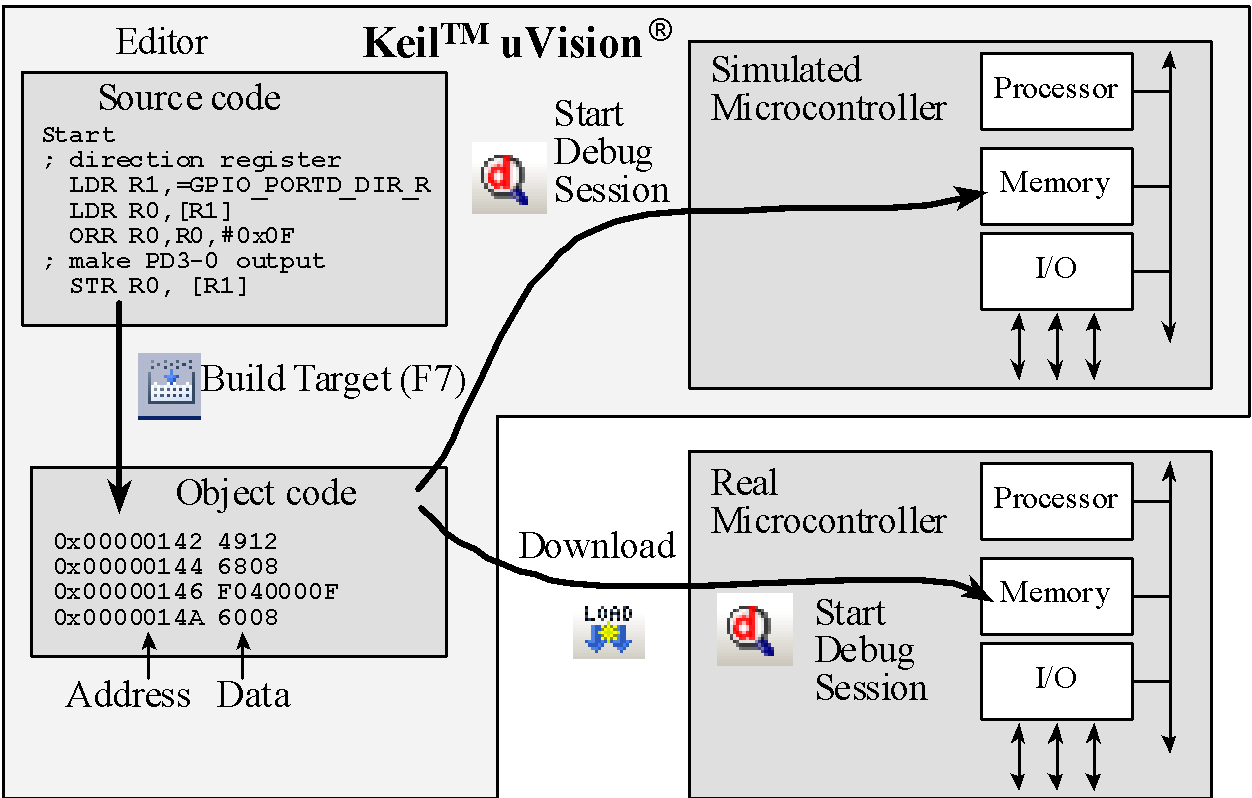 Editor
Keil™ uVision®
Source code
Start
; direction register
LDR R1,=GPIO_PORTD_DIR_R
LDR R0,[R1]
ORR R0,R0,#0x0F
; make PD3-0 output
STR R0, [R1]
Build Target (F7)
Object code
0x00000142 4912
0x00000144 6808
0x00000146 F040000F
0x0000014A 6008
Address Data
d
Start
Debug
Session
Simulated
Microcontroller
Processor
Memory
I/O
Download
LOAD
Real
Microcontroller
Processor
Memory
I/O
d
Start
Debug
Session